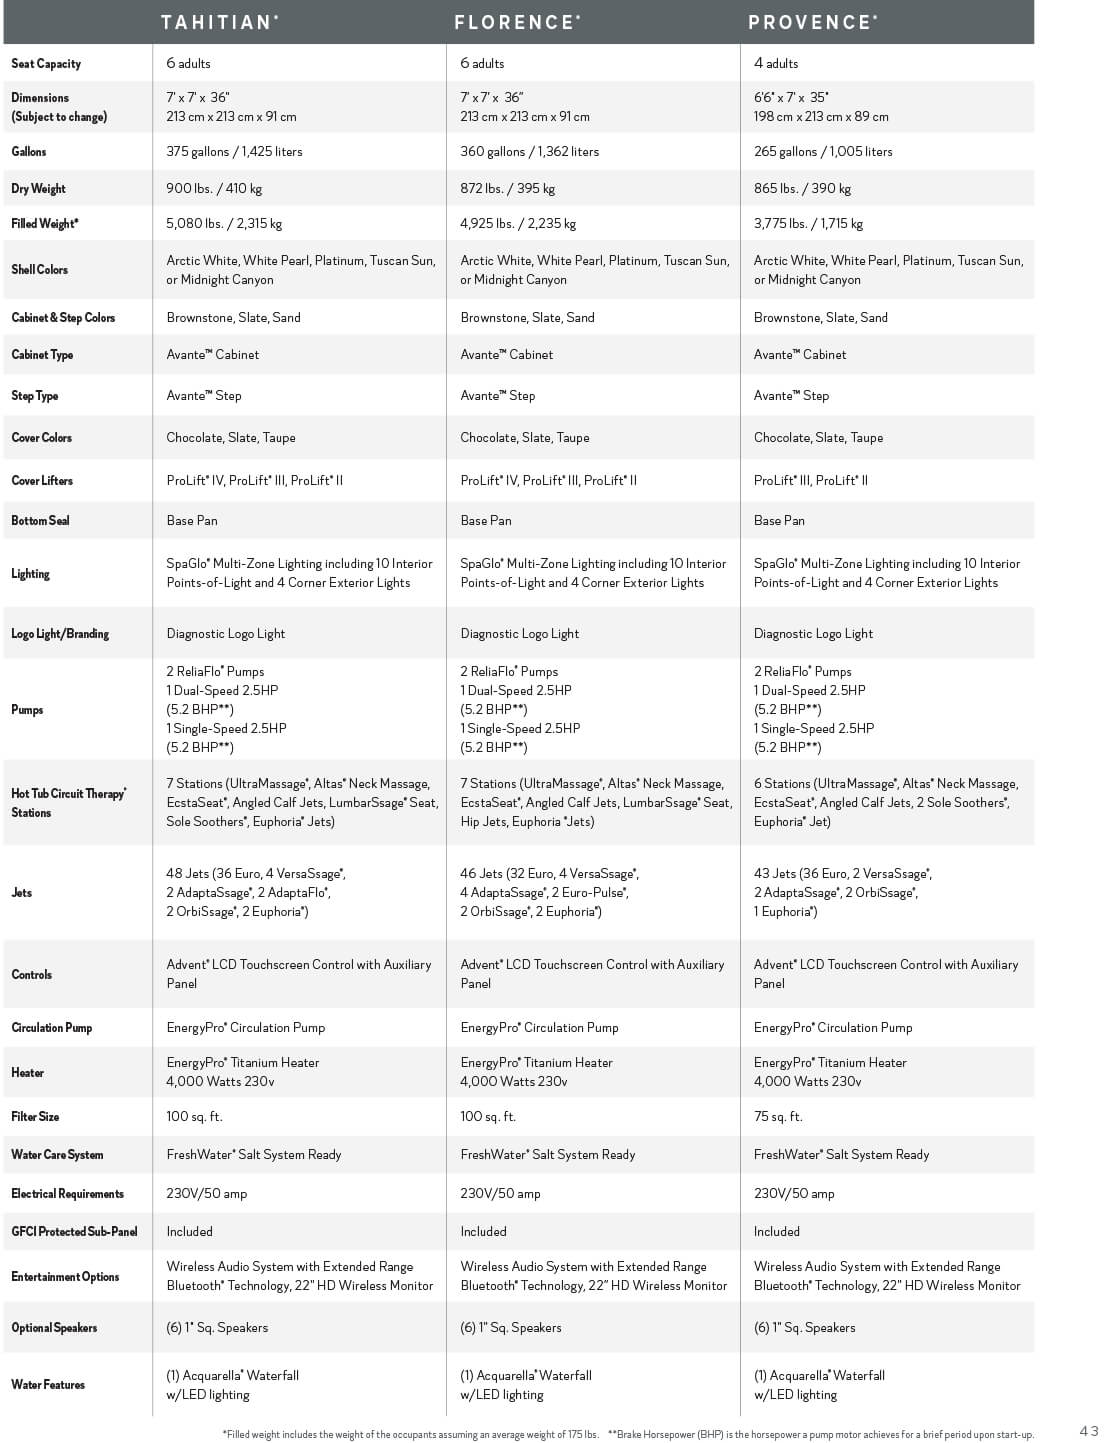 TAHITIAN® FLORENCE® PROVENCE®
Seat Capacity 6 adults 6 adults 4 adults
Dimensions 7' x 7' x 36" 7' x 7' x 36” 6'6" x 7' x 35"
(Subject to change) 213 cm x 213 cm x 91 cm 213 cm x 213 cm x 91 cm 198 cm x 213 cm x 89 cm
Gallons 375 gallons / 1,425 liters 360 gallons / 1,362 liters 265 gallons / 1,005 liters
Dry Weight 900 lbs. / 410 kg 872 lbs. / 395 kg 865 lbs. / 390 kg
Filled Weight* 5,080 lbs. / 2,315 kg 4,925 lbs. / 2,235 kg 3,775 lbs. / 1,715 kg
Shell Colors Arctic White, White Pearl, Platinum, Tuscan Sun, Arctic White, White Pearl, Platinum, Tuscan Sun, Arctic White, White Pearl, Platinum, Tuscan Sun,
or Midnight Canyon or Midnight Canyon or Midnight Canyon
Cabinet & Step Colors Brownstone, Slate, Sand Brownstone, Slate, Sand Brownstone, Slate, Sand
Cabinet Type Avante™ Cabinet Avante™ Cabinet Avante™ Cabinet
Step Type Avante™ Step Avante™ Step Avante™ Step
Cover Colors Chocolate, Slate, Taupe Chocolate, Slate, Taupe Chocolate, Slate, Taupe
Cover Lifters ProLift® IV, ProLift® III, ProLift® II ProLift® IV, ProLift® III, ProLift® II ProLift® III, ProLift® II
Bottom Seal Base Pan Base Pan Base Pan
Lighting SpaGlo® Multi-Zone Lighting including 10 Interior SpaGlo® Multi-Zone Lighting including 10 Interior SpaGlo® Multi-Zone Lighting including 10 Interior
Points-of-Light and 4 Corner Exterior Lights Points-of-Light and 4 Corner Exterior Lights Points-of-Light and 4 Corner Exterior Lights
Logo Light/Branding Diagnostic Logo Light Diagnostic Logo Light Diagnostic Logo Light
2 ReliaFlo® Pumps 2 ReliaFlo® Pumps 2 ReliaFlo® Pumps
1 Dual-Speed 2.5HP 1 Dual-Speed 2.5HP 1 Dual-Speed 2.5HP
Pumps (5.2 BHP**) (5.2 BHP**) (5.2 BHP**)
1 Single-Speed 2.5HP 1 Single-Speed 2.5HP 1 Single-Speed 2.5HP
(5.2 BHP**) (5.2 BHP**) (5.2 BHP**)
Hot Tub Circuit Therapy® 7 Stations (UltraMassage®, Altas® Neck Massage, 7 Stations (UltraMassage®, Altas® Neck Massage, 6 Stations (UltraMassage®, Altas® Neck Massage,
Stations EcstaSeat®, Angled Calf Jets, LumbarSsage® Seat, EcstaSeat®, Angled Calf Jets, LumbarSsage® Seat, EcstaSeat®, Angled Calf Jets, 2 Sole Soothers®,
Sole Soothers®, Euphoria® Jets) Hip Jets, Euphoria ®Jets) Euphoria® Jet)
48 Jets (36 Euro, 4 VersaSsage®, 46 Jets (32 Euro, 4 VersaSsage®, 43 Jets (36 Euro, 2 VersaSsage®,
Jets 2 AdaptaSsage®, 2 AdaptaFlo®, 4 AdaptaSsage®, 2 Euro-Pulse®, 2 AdaptaSsage®, 2 OrbiSsage®,
2 OrbiSsage®, 2 Euphoria®) 2 OrbiSsage®, 2 Euphoria®) 1 Euphoria®)
Controls Advent® LCD Touchscreen Control with Auxiliary Advent® LCD Touchscreen Control with Auxiliary Advent® LCD Touchscreen Control with Auxiliary
Panel Panel Panel
Circulation Pump EnergyPro® Circulation Pump EnergyPro® Circulation Pump EnergyPro® Circulation Pump
Heater EnergyPro® Titanium Heater EnergyPro® Titanium Heater EnergyPro® Titanium Heater
4,000 Watts 230v 4,000 Watts 230v 4,000 Watts 230v
Filter Size 100 sq. ft. 100 sq. ft. 75 sq. ft.
Water Care System FreshWater® Salt System Ready FreshWater® Salt System Ready FreshWater® Salt System Ready
Electrical Requirements 230V/50 amp 230V/50 amp 230V/50 amp
GFCI Protected Sub-Panel Included Included Included
Entertainment Options Wireless Audio System with Extended Range Wireless Audio System with Extended Range Wireless Audio System with Extended Range
Bluetooth® Technology, 22" HD Wireless Monitor Bluetooth® Technology, 22” HD Wireless Monitor Bluetooth® Technology, 22" HD Wireless Monitor
Optional Speakers (6) 1" Sq. Speakers (6) 1" Sq. Speakers (6) 1" Sq. Speakers
Water Features (1) Acquarella® Waterfall (1) Acquarella® Waterfall (1) Acquarella® Waterfall
w/LED lighting w/LED lighting w/LED lighting
*Filled weight includes the weight of the occupants assuming an average weight of 175 lbs. **Brake Horsepower (BHP) is the horsepower a pump motor achieves for a brief period upon start-up. 43